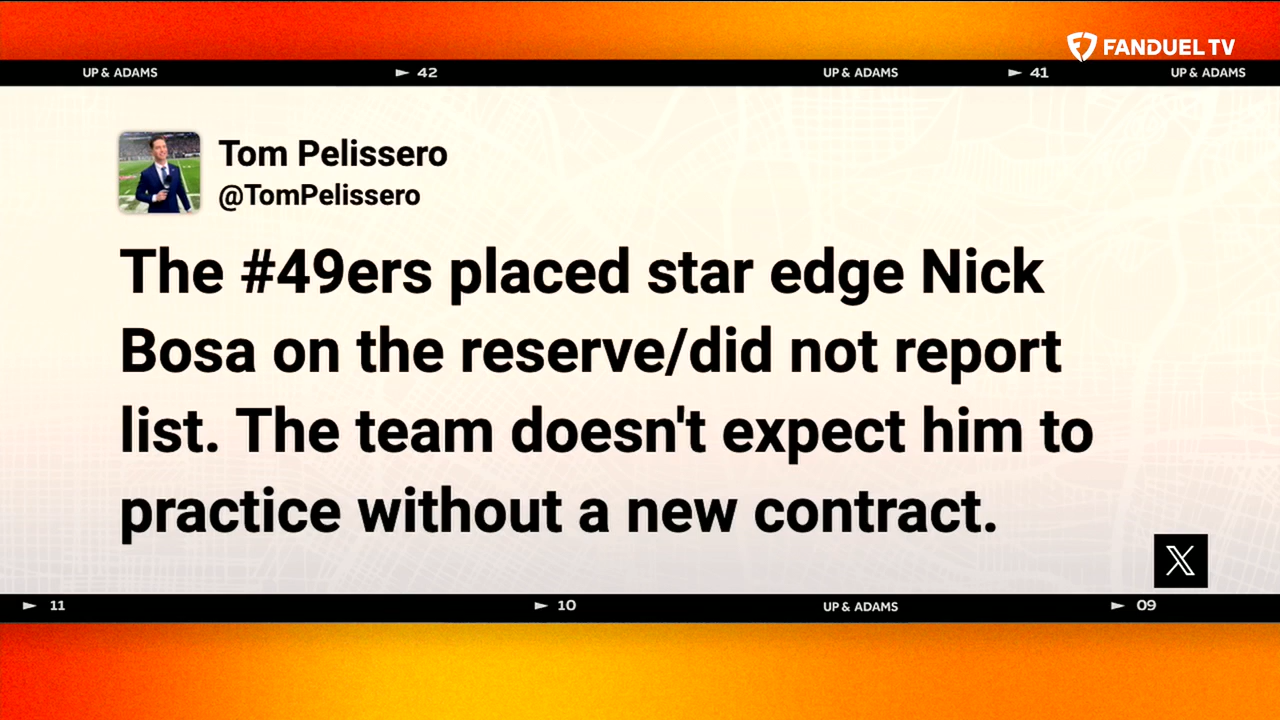 FANDUEL TV
UP & ADAMS 42 UP & ADAMS 41 UP & ADAMS
Tom Pelissero
@TomPelissero
The #49ers placed star edge Nick
Bosa on the reserve/did not report
list. The team doesn't expect him to
practice without a new contract.
X
11 10 UP & ADAMS 09